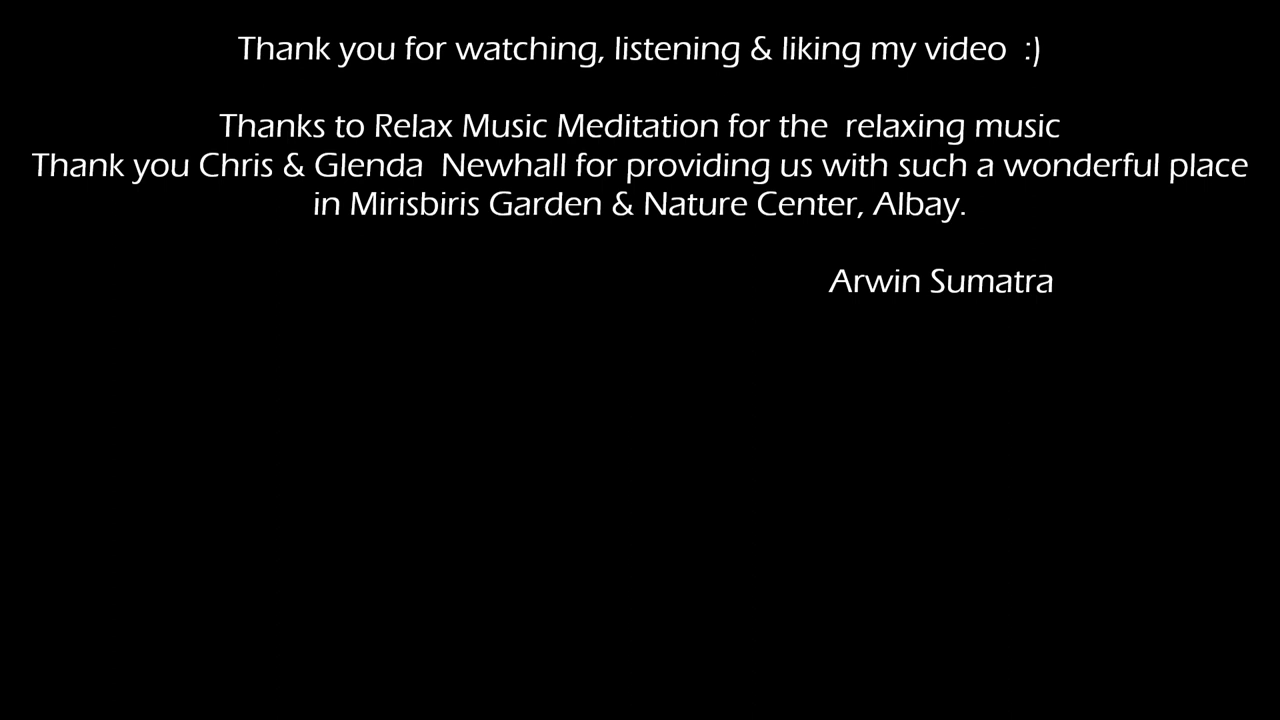 Thank you for watching, listening & liking my video  :)
Thanks to Relax Music Meditation for the  relaxing music
Thank you Chris & Glenda  Newhall for providing us with such a wonderful place
in Mirisbiris Garden & Nature Center, Albay.
Arwin Sumatra